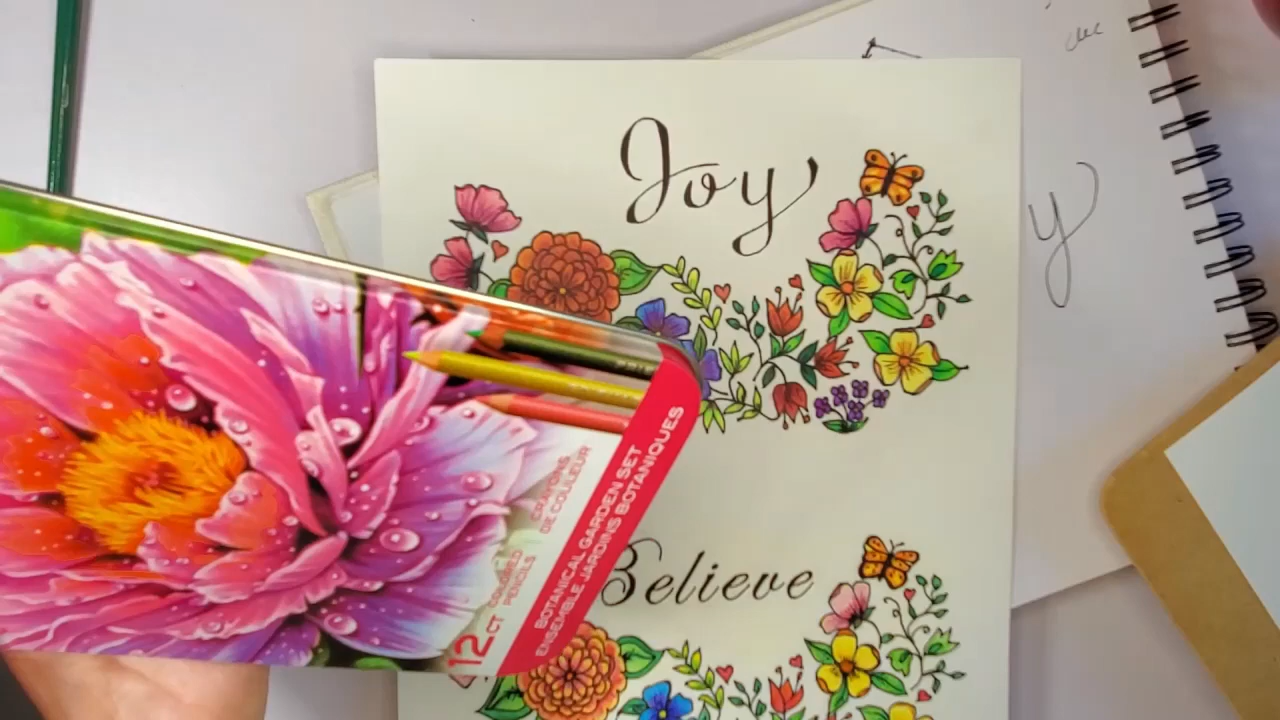 Joy
y
Believe
12 CT
COLORED
PENCILS
CRAYONS
DE COULEUR
BOTANICAL GARDEN SET
ENSEMBLE JARDINS BOTANIQUES